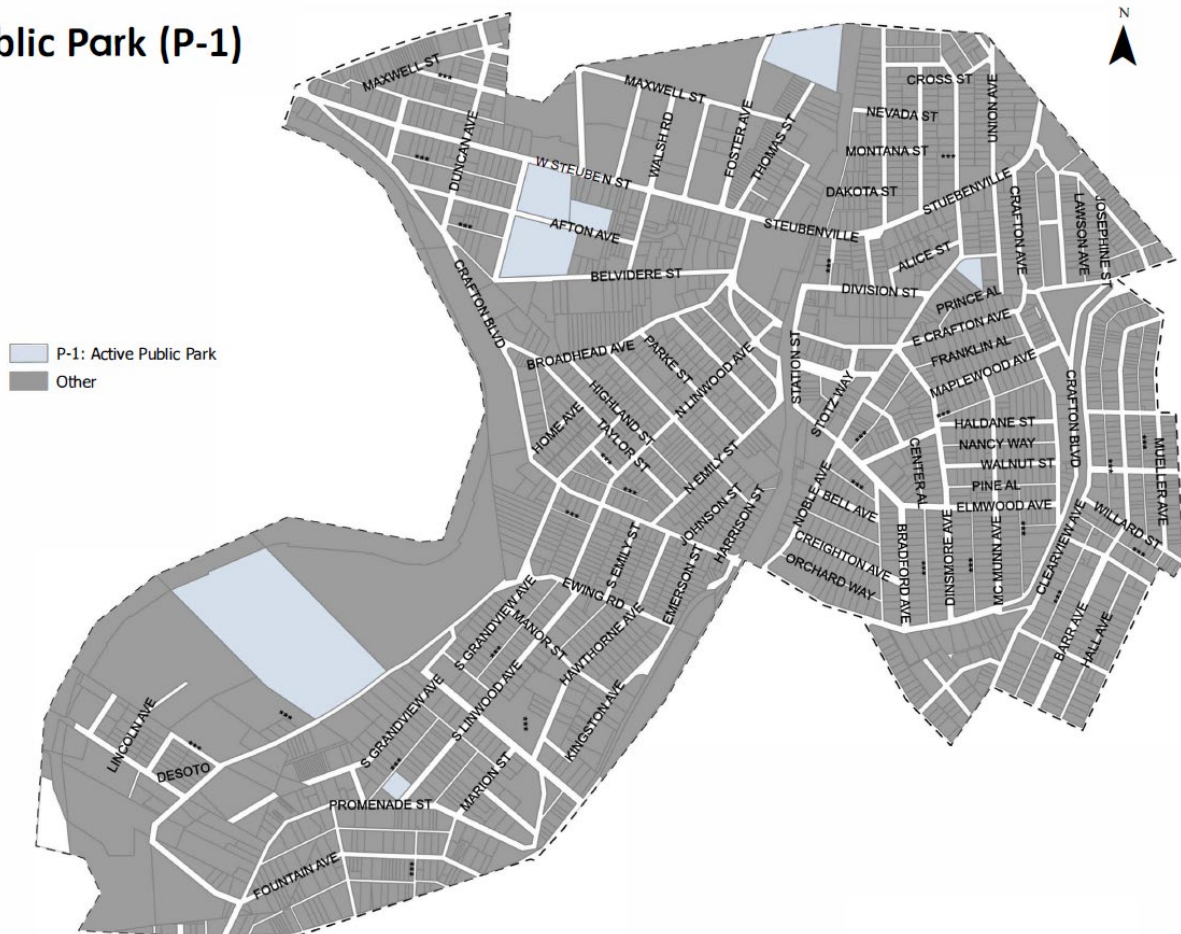 blic Park (P-1)
N
P-1: Active Public Park
Other
MAXWELL ST
MAXWELL ST
CROSS ST
UNION AVE
NEVADA ST
WALSH RD
FOSTER AVE
THOMAS ST
MONTANA ST
DUNCAN AVE
W STEUBEN ST
DAKOTA ST
STUEBENVILLE
CRAFTON AVE
LAWSON AVE
JOSEPHINE ST
AFTON AVE
STEUBENVILLE
ALICE ST
BELVIDERE ST
DIVISION ST
CRAFTON BLVD
PRINCE AL
E CRAFTON AVE
BROADHEAD AVE
PARKE ST
N LINWOOD AVE
STATION ST
FRANKLIN AL
MAPLEWOOD AVE
HIGHLAND ST
STOTZ WAY
CRAFTON BLVD
HOME AVE
TAYLOR ST
HALDANE ST
NANCY WAY
MUELLER AVE
N EMILY ST
CENTER AL
WALNUT ST
PINE AL
JOHNSON ST
HARRISON ST
NOBLE AVE
BELL AVE
ELMWOOD AVE
WILLARD ST
S EMILY ST
CREIGHTON AVE
BRADFORD AVE
DINSMORE AVE
MC MUNN AVE
CLEARVIEW AVE
ORCHARD WAY
EWING RD
EMERSON ST
S GRANDVIEW AVE
MANOR ST
HAWTHORNE AVE
BARR AVE
HALL AVE
LINCOLN AVE
S GRANDVIEW AVE
S LINWOOD AVE
KINGSTON AVE
DESOTO
MARION ST
PROMENADE ST
FOUNTAIN AVE